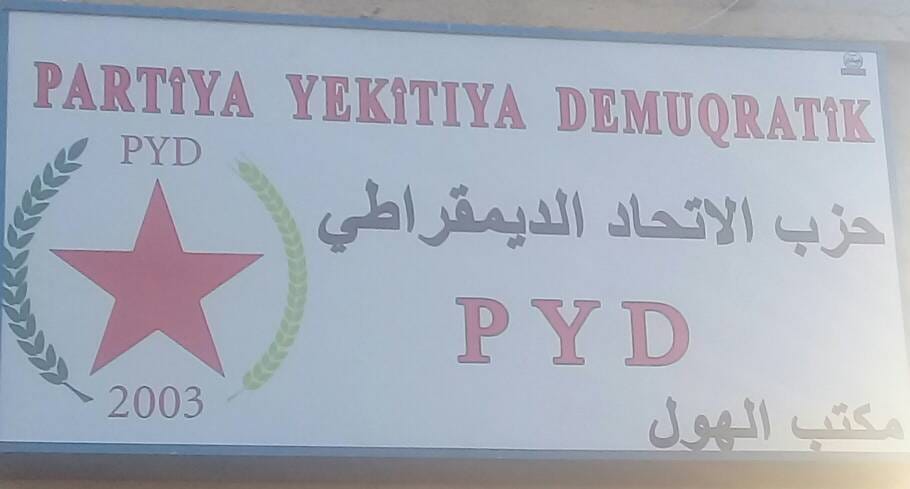 PARTÎYA YEKÎTIYA DEMUQRATÎK
PYD
حزب الاتحاد الديمقراطي
PYD
2003
مكتب الهول